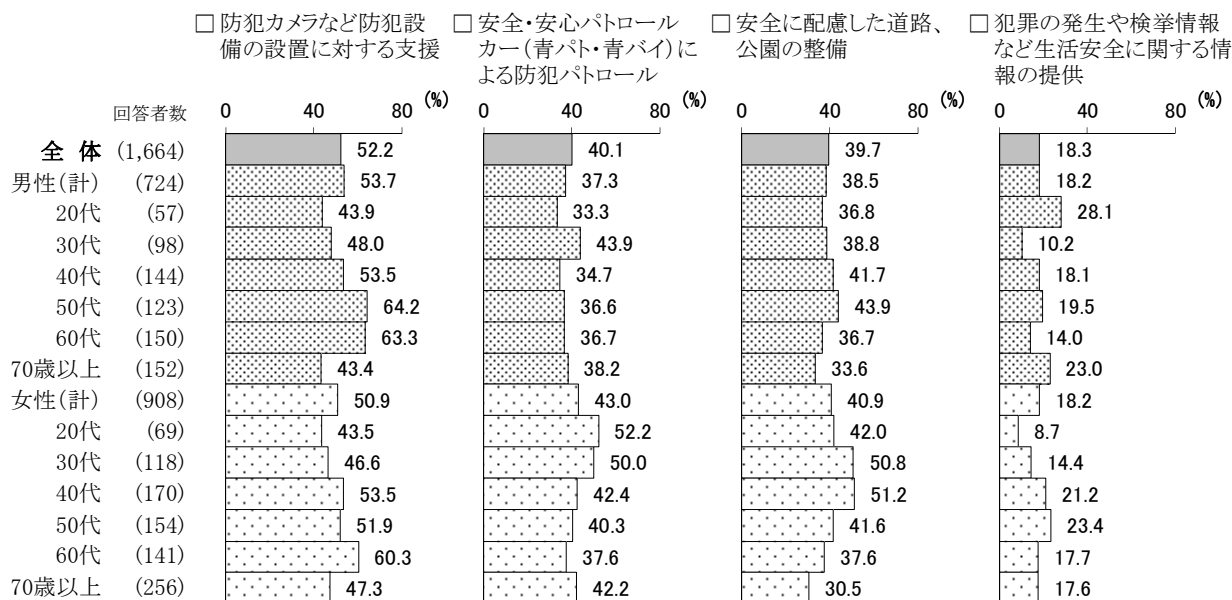 □ 防犯カメラなど防犯設
備の設置に対する支援
□ 安全・安心パトロール
カー(青パト・青バイ)に
よる防犯パトロール
□ 安全に配慮した道路、
公園の整備
□ 犯罪の発生や検挙情報
など生活安全に関する情
報の提供
回答者数 0 40 80 (%) 0 40 80 (%) 0 40 80 (%) 0 40 80 (%)
全 体 (1,664) 52.2 40.1 39.7 18.3
男性(計) (724) 53.7 37.3 38.5 18.2
20代 (57) 43.9 33.3 36.8 28.1
30代 (98) 48.0 43.9 38.8 10.2
40代 (144) 53.5 34.7 41.7 18.1
50代 (123) 64.2 36.6 43.9 19.5
60代 (150) 63.3 36.7 36.7 14.0
70歳以上 (152) 43.4 38.2 33.6 23.0
女性(計) (908) 50.9 43.0 40.9 18.2
20代 (69) 43.5 52.2 42.0 8.7
30代 (118) 46.6 50.0 50.8 14.4
40代 (170) 53.5 42.4 51.2 21.2
50代 (154) 51.9 40.3 41.6 23.4
60代 (141) 60.3 37.6 37.6 17.7
70歳以上 (256) 47.3 42.2 30.5 17.6